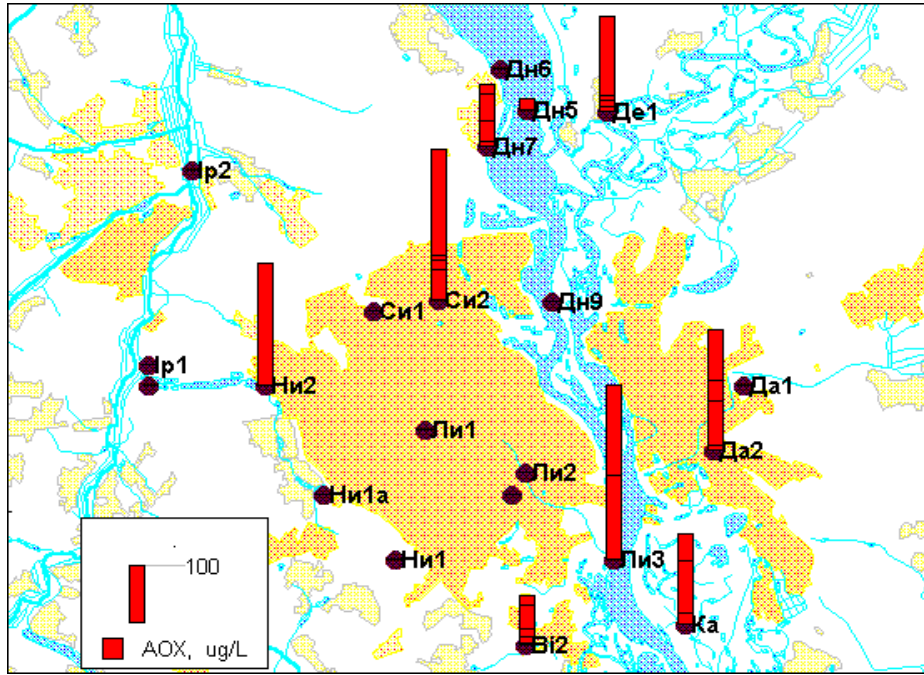 Дн6
Дн5
Де1
Дн7
Ір2
Си1
Си2
Дн9
Ір1
Ни2
Да1
Ли1
Да2
Ли2
Ни1а
Ни1
Ли3
100
Ка
Ві2
AOX, ug/L